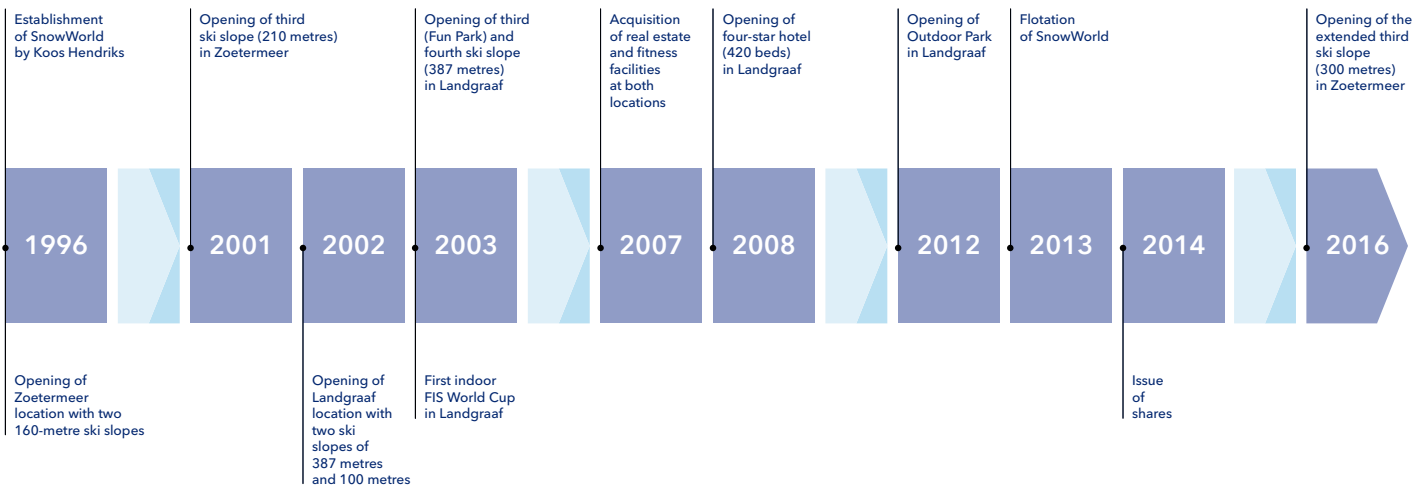 Establishment
of SnowWorld
by Koos Hendriks
Opening of third
ski slope (210 metres)
in Zoetermeer
Opening of third
(Fun Park) and
fourth ski slope
(387 metres)
in Landgraaf
Acquisition
of real estate
and fitness
facilities
at both
locations
Opening of
four-star hotel
(420 beds)
in Landgraaf
Opening of
Outdoor Park
in Landgraaf
Flotation
of SnowWorld
Opening of the
extended third
ski slope
(300 metres)
in Zoetermeer
1996
2001
2002
2003
2007
2008
2012
2013
2014
2016
Opening of
Zoetermeer
location with two
160-metre ski slopes
Opening of
Landgraaf
location with
two ski
slopes of
387 metres
and 100 metres
First indoor
FIS World Cup
in Landgraaf
Issue
of
shares